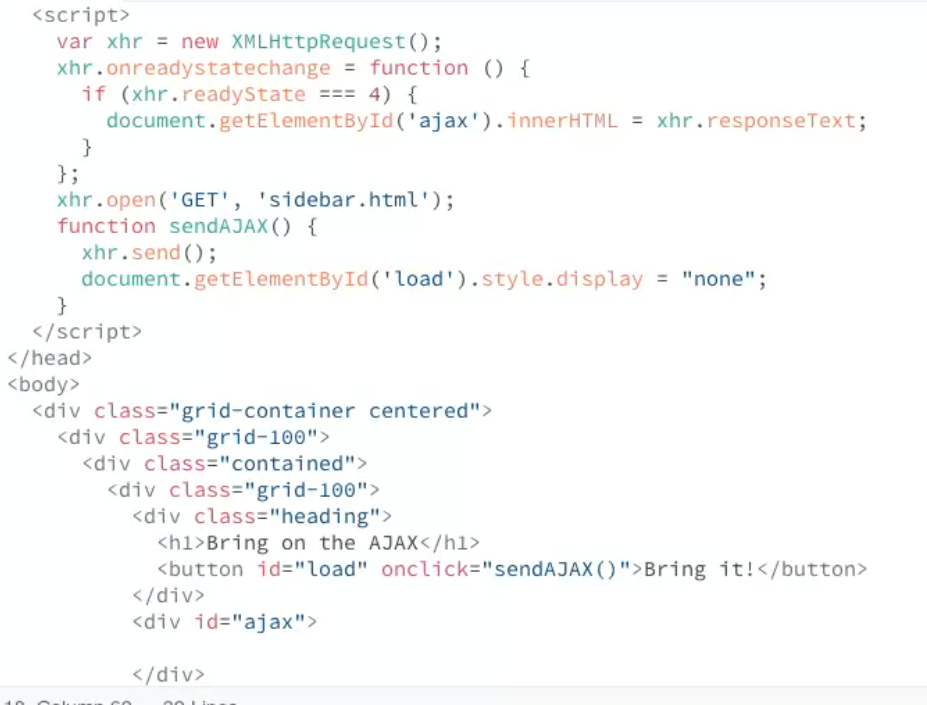 <script>
var xhr = new XMLHttpRequest();
xhr.onreadystatechange = function () {
if (xhr.readyState === 4) {
document.getElementById('ajax').innerHTML = xhr.responseText;
}
};
xhr.open('GET', 'sidebar.html');
function sendAJAX() {
xhr.send();
document.getElementById('load').style.display = "none";
}
</script>
</head>
<body>
<div class="grid-container centered">
<div class="grid-100">
<div class="contained">
<div class="grid-100">
<div class="heading">
<h1>Bring on the AJAX</h1>
<button id="load" onclick="sendAJAX()">Bring it!</button>
</div>
<div id="ajax">
</div>